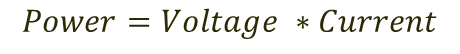 Power = Voltage * Current